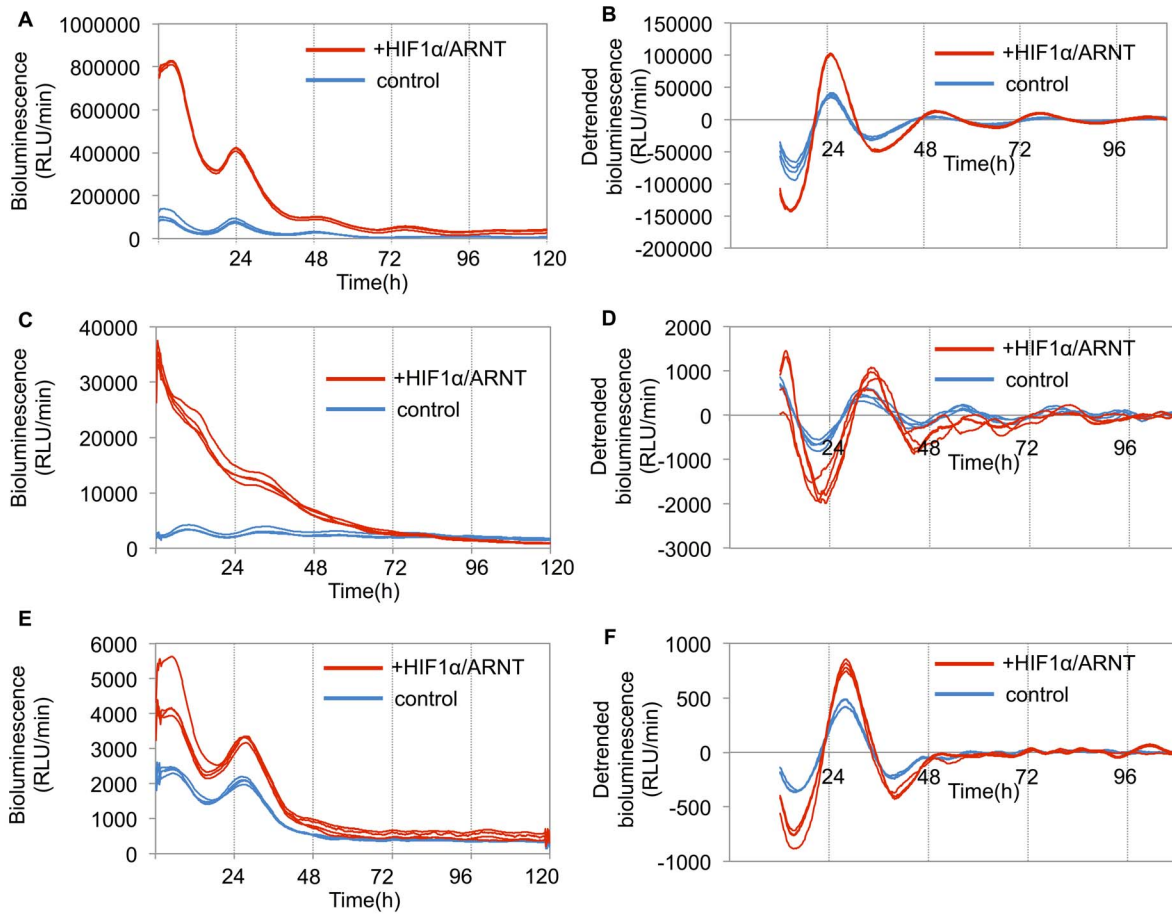 A
Bioluminescence
(RLU/min)
1000000
800000
600000
400000
200000
0
+HIF1α/ARNT
control
24 48 72 96 120
Time(h)
B
Detrended
bioluminescence
(RLU/min)
150000
100000
50000
0
-50000
-100000
-150000
-200000
+HIF1α/ARNT
control
24 48 72 96
Time(h)
C
Bioluminescence
(RLU/min)
40000
30000
20000
10000
0
+HIF1α/ARNT
control
24 48 72 96 120
Time(h)
D
Detrended
bioluminescence
(RLU/min)
2000
1000
0
-1000
-2000
-3000
+HIF1α/ARNT
control
24 48 72 96
Time(h)
E
Bioluminescence
(RLU/min)
6000
5000
4000
3000
2000
1000
0
+HIF1α/ARNT
control
24 48 72 96 120
Time(h)
F
Detrended
bioluminescence
(RLU/min)
1000
500
0
-500
-1000
+HIF1α/ARNT
control
24 48 72 96
Time(h)